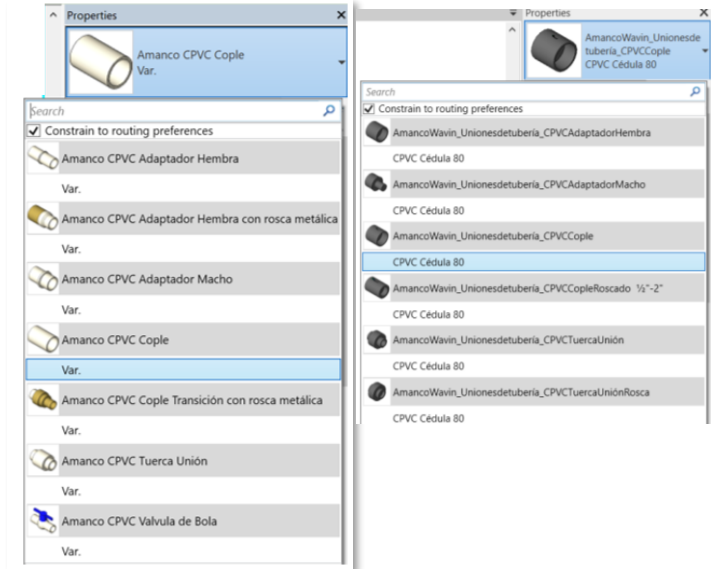 Properties
Amanco CPVC Cople
Var.
Search
Constrain to routing preferences
Amanco CPVC Adaptador Hembra
Var.
Amanco CPVC Adaptador Hembra con rosca metálica
Var.
Amanco CPVC Adaptador Macho
Var.
Amanco CPVC Cople
Var.
Amanco CPVC Cople Transición con rosca metálica
Var.
Amanco CPVC Tuerca Unión
Var.
Amanco CPVC Valvula de Bola
Var.
Properties
AmancoWavin_Unionesde
tubería_CPVCCople
CPVC Cédula 80
Search
Constrain to routing preferences
AmancoWavin_Unionesdetubería_CPVCAdaptadorHembra
CPVC Cédula 80
AmancoWavin_Unionesdetubería_CPVCAdaptadorMacho
CPVC Cédula 80
AmancoWavin_Unionesdetubería_CPVCCople
CPVC Cédula 80
AmancoWavin_Unionesdetubería_CPVCCopleRoscado ½"-2"
CPVC Cédula 80
AmancoWavin_Unionesdetubería_CPVCTuercaUnión
CPVC Cédula 80
AmancoWavin_Unionesdetubería_CPVCTuercaUniónRosca
CPVC Cédula 80